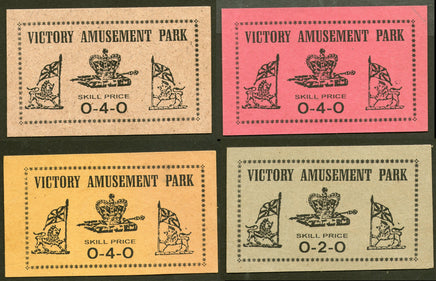 VICTORY AMUSEMENT PARK
SKILL PRICE
0-4-0
VICTORY AMUSEMENT PARK
SKILL PRICE
0-4-0
VICTORY AMUSEMENT PARK
SKILL PRICE
0-4-0
VICTORY AMUSEMENT PARK
SKILL PRICE
0-2-0